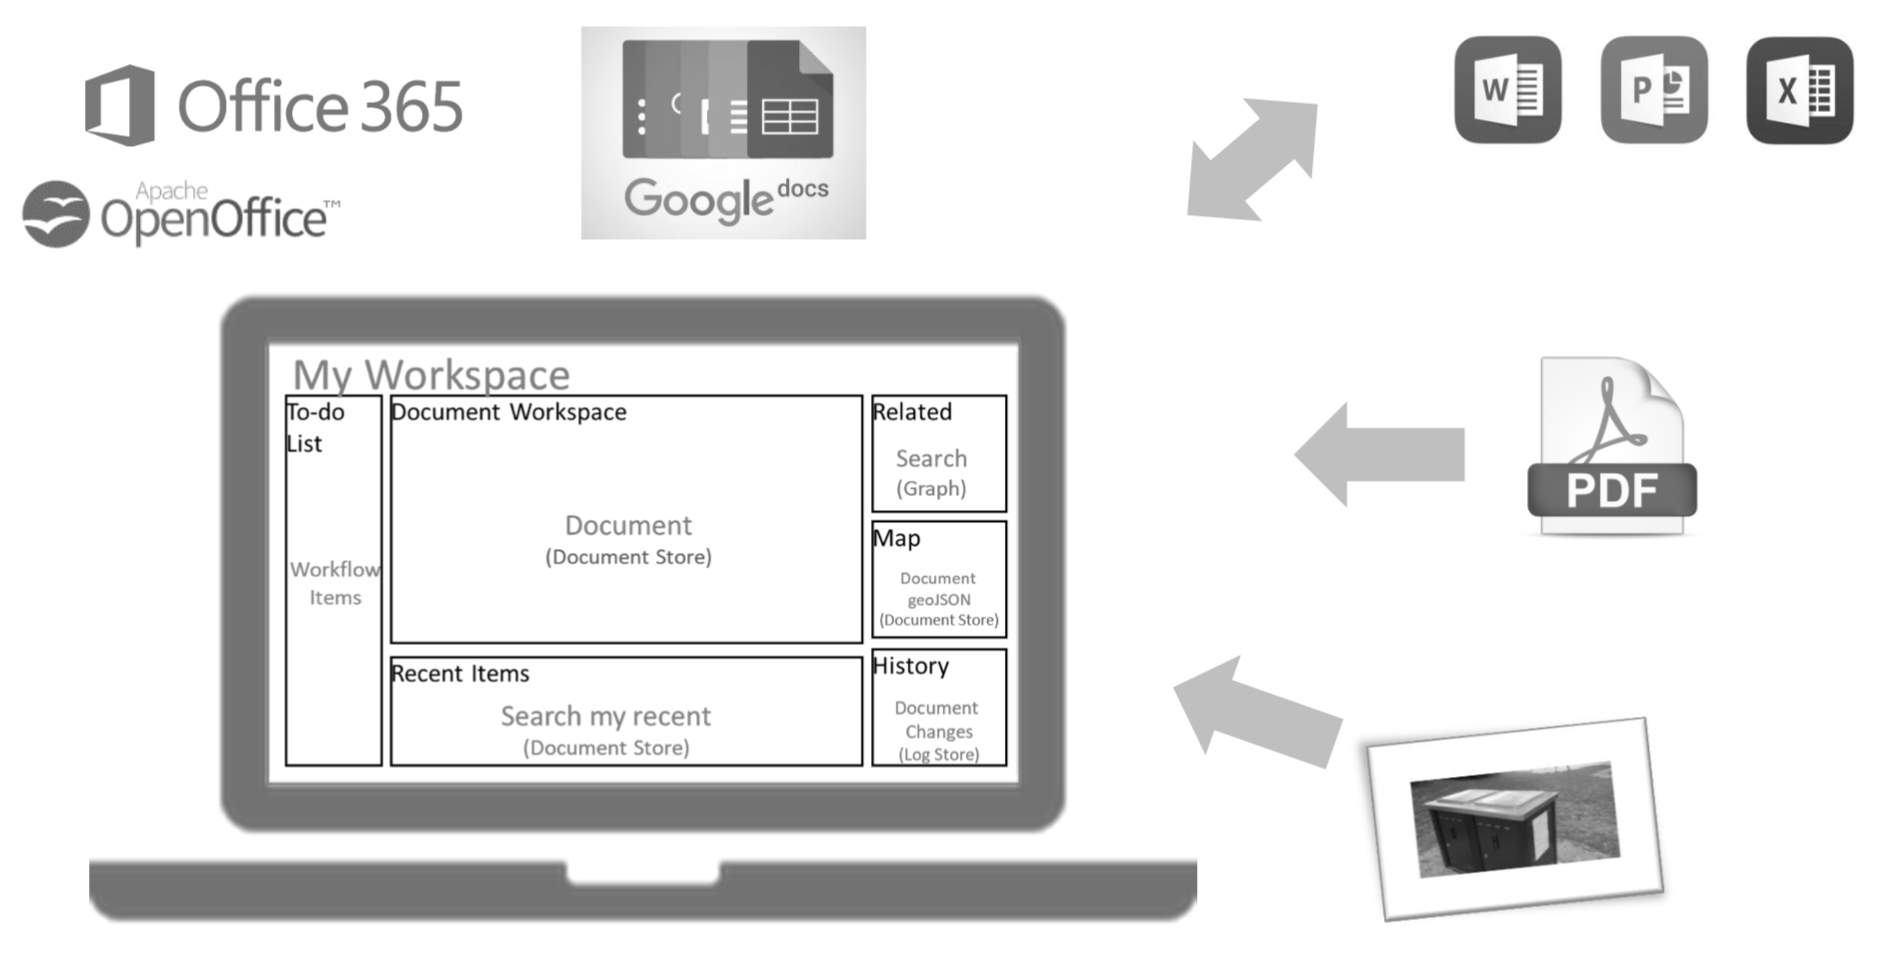 Office 365
Apache
OpenOffice™
Google docs
W
P
X
My Workspace
To-do
List
Workflow
Items
Document Workspace
Document
(Document Store)
Recent Items
Search my recent
(Document Store)
Related
Search
(Graph)
Map
Document
geoJSON
(Document Store)
History
Document
Changes
(Log Store)
PDF